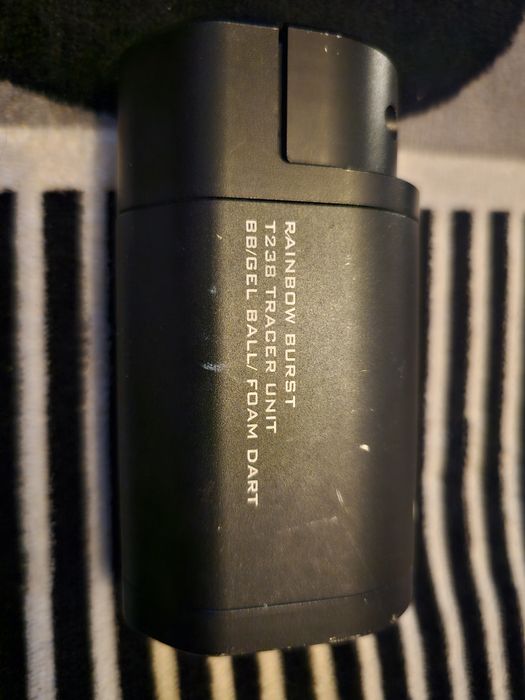 RAINBOW BURST
T238 TRACER UNIT
BB/GEL BALL/ FOAM DART